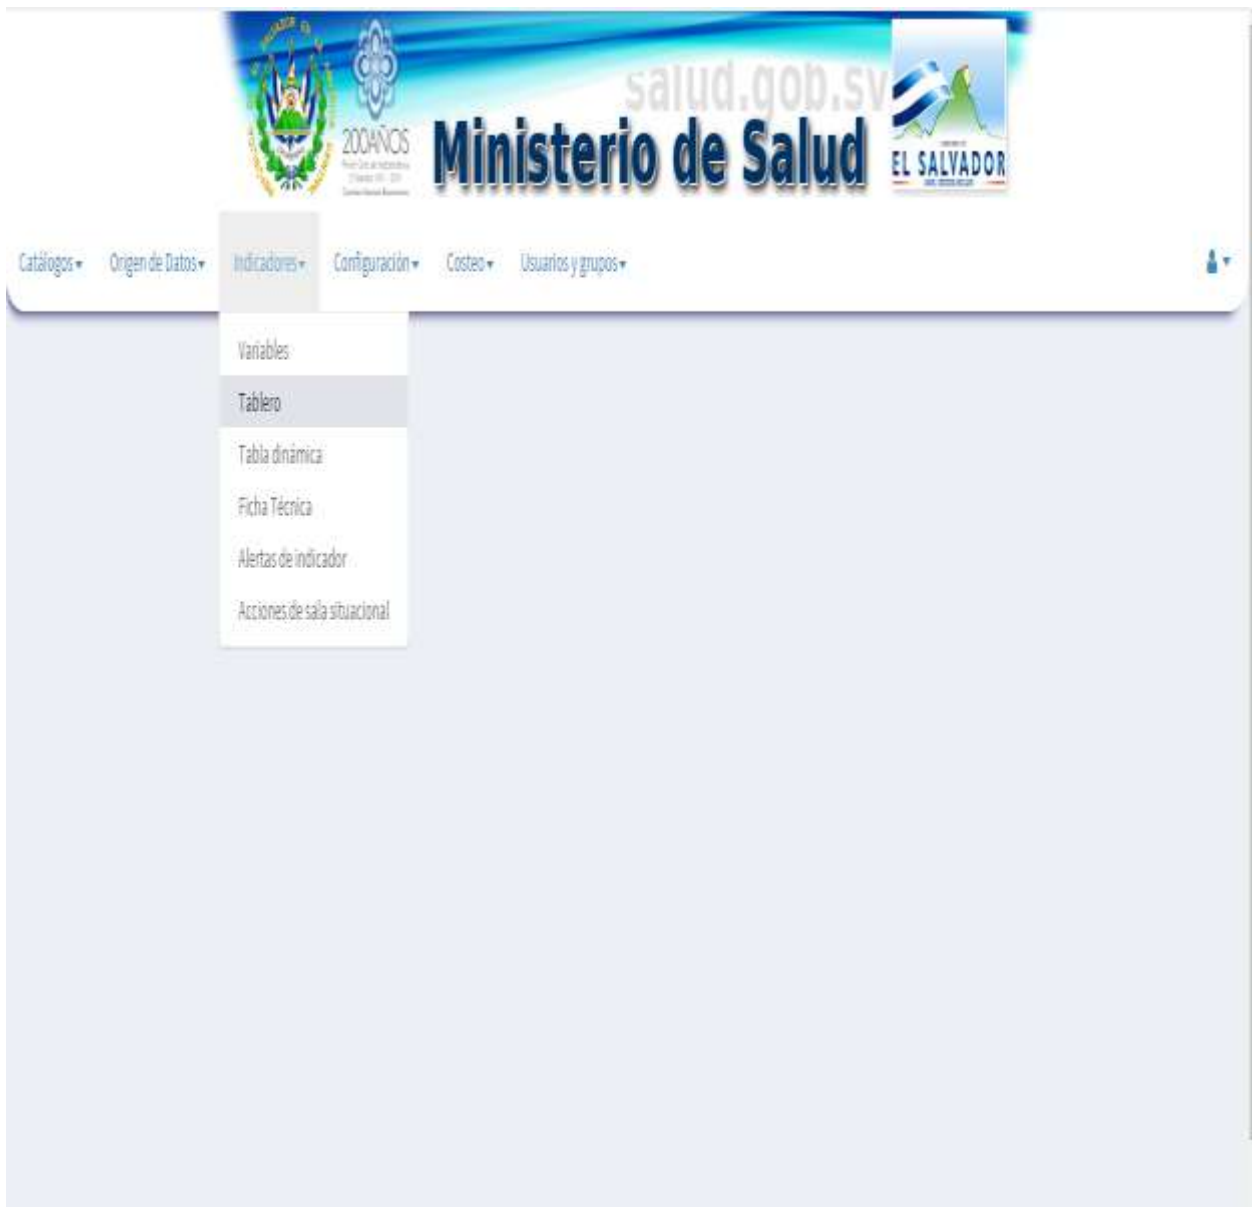 salud.gob.sv
200AÑOS
Ministerio de Salud
EL SALVADOR
Catálogos Origen de Datos Indicadores Configuración Costeo Usuarios y grupos
Variables
Tablero
Tabla dinámica
Ficha Técnica
Alertas de indicador
Acciones de sala situacional